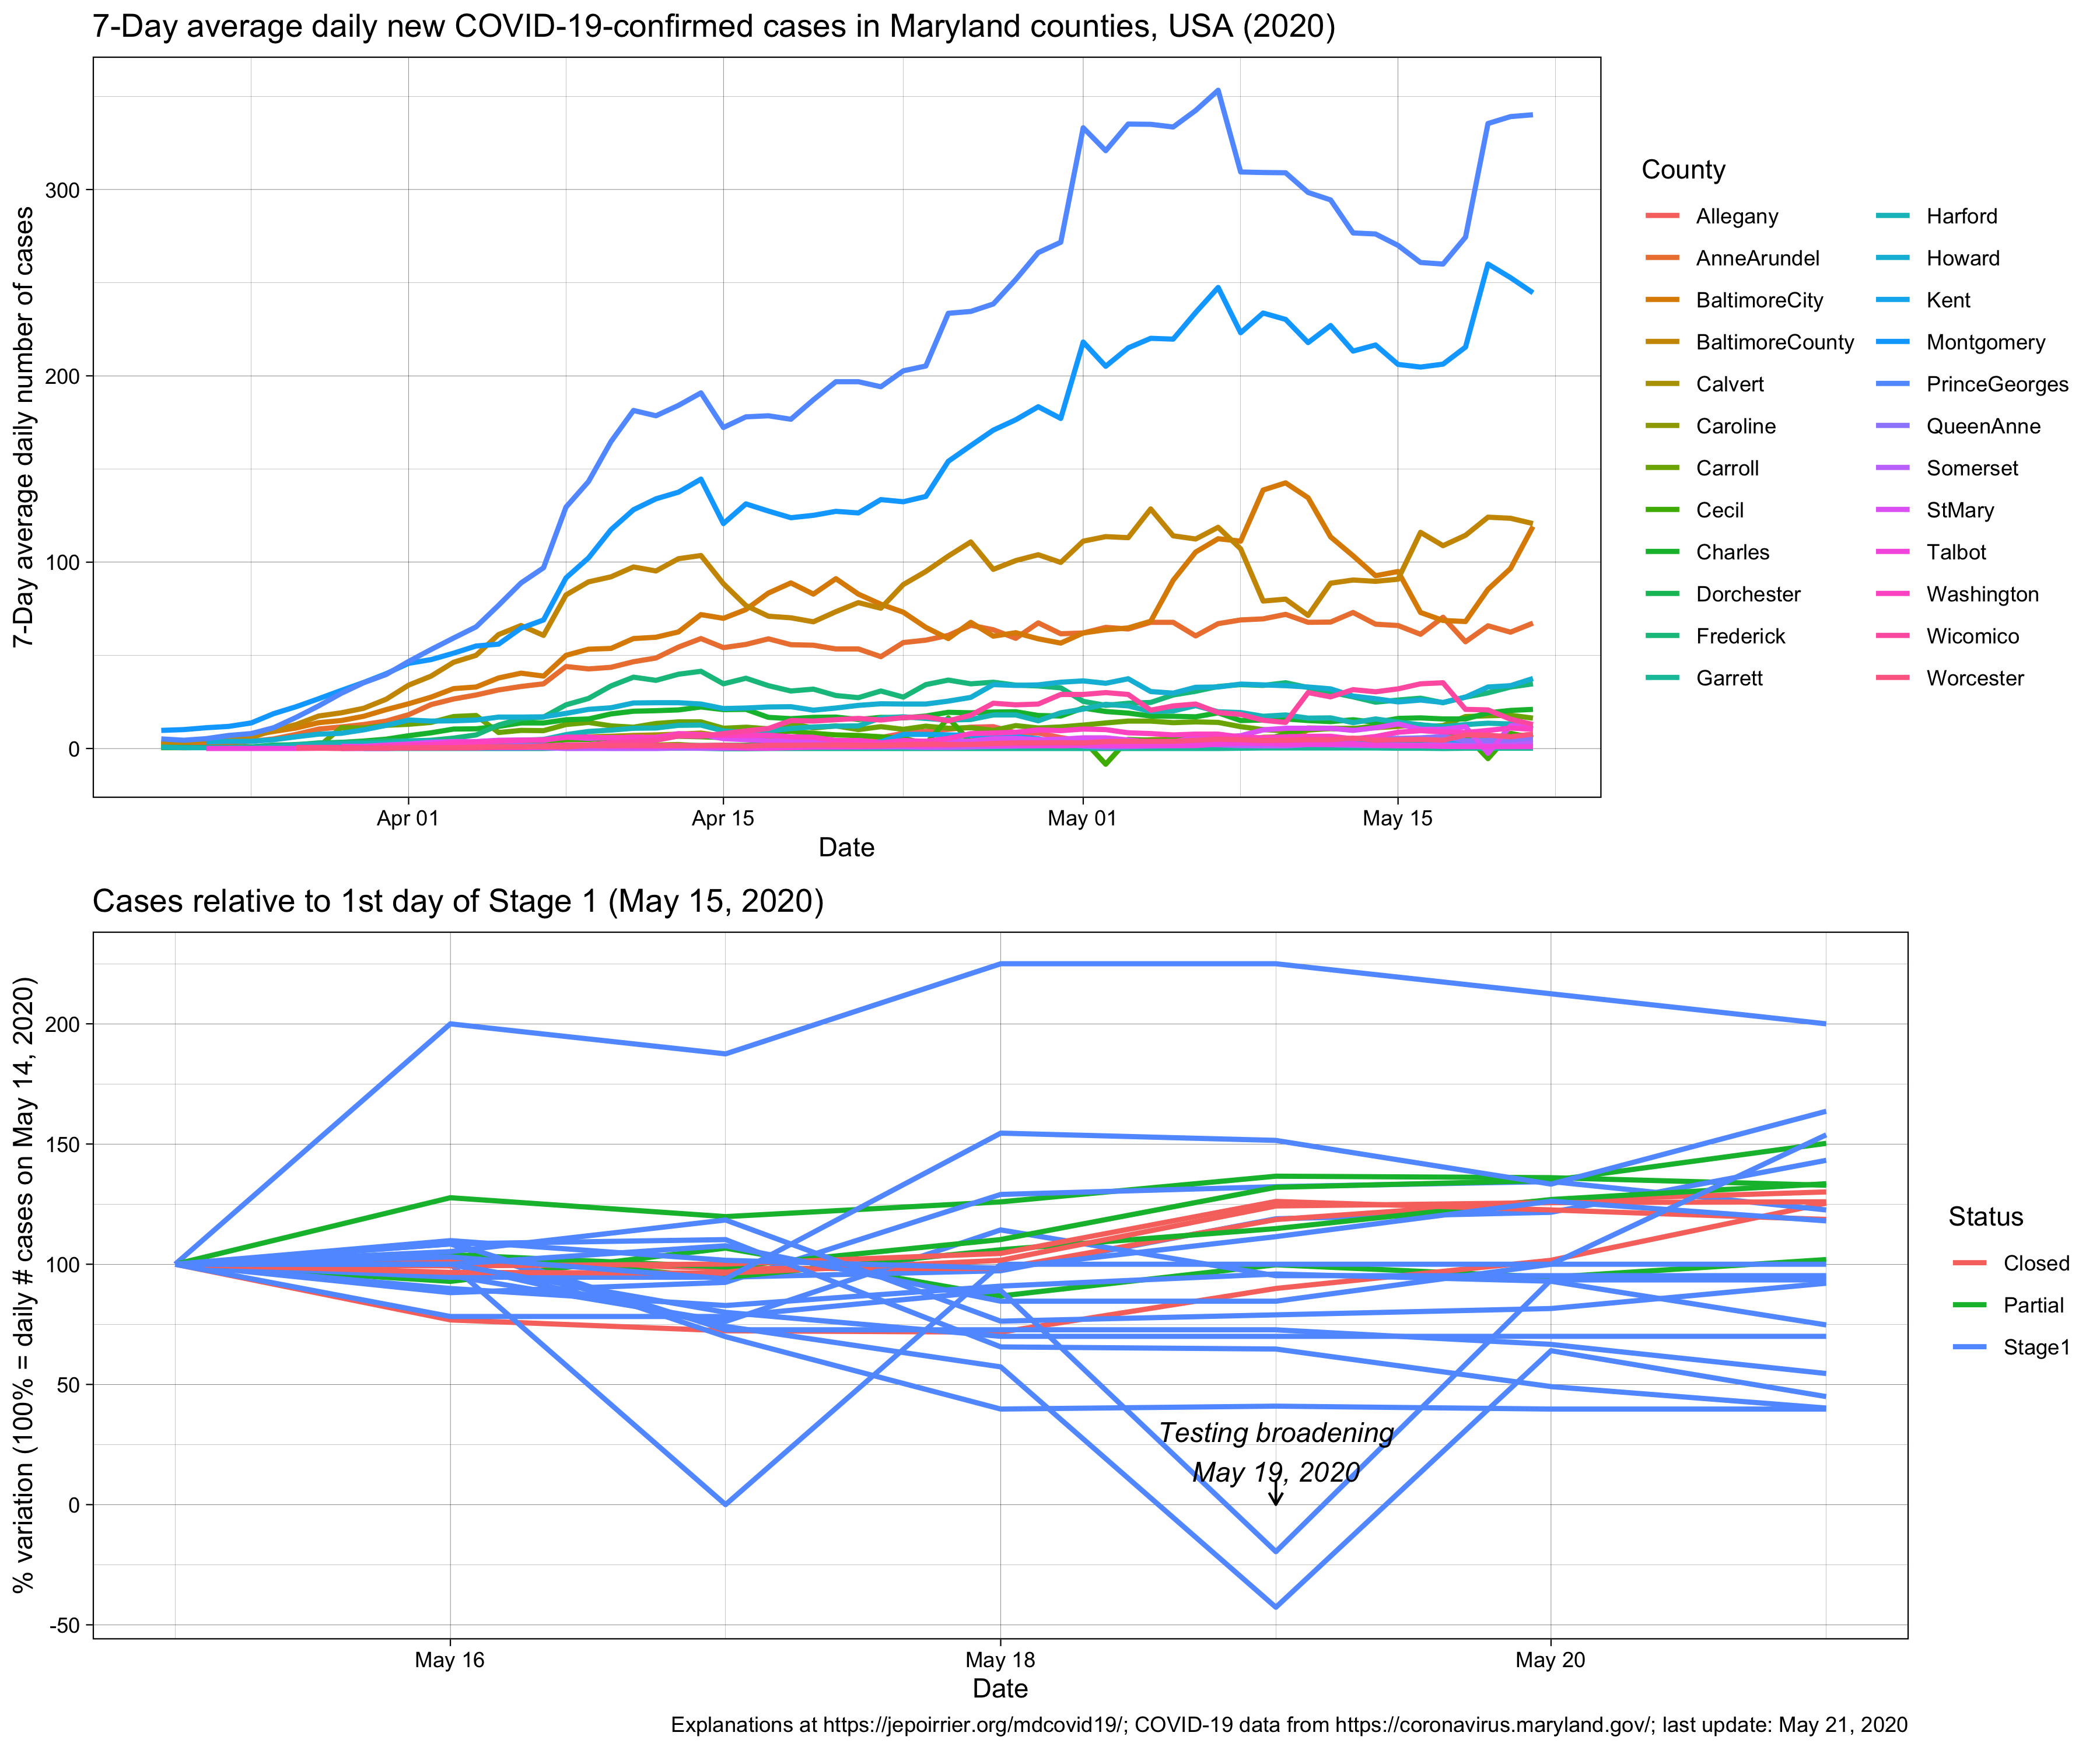 7-Day average daily new COVID-19-confirmed cases in Maryland counties, USA (2020)
7-Day average daily number of cases
300
200
100
0
Apr 01
Apr 15
May 01
May 15
Date
County
Allegany
AnneArundel
BaltimoreCity
BaltimoreCounty
Calvert
Caroline
Carroll
Cecil
Charles
Dorchester
Frederick
Garrett
Harford
Howard
Kent
Montgomery
PrinceGeorges
QueenAnne
Somerset
StMary
Talbot
Washington
Wicomico
Worcester
Cases relative to 1st day of Stage 1 (May 15, 2020)
% variation (100% = daily # cases on May 14, 2020)
200
150
100
50
0
-50
Testing broadening
May 19, 2020
May 16
May 18
May 20
Date
Status
Closed
Partial
Stage1
Explanations at https://jepoirrier.org/mdcovid19/; COVID-19 data from https://coronavirus.maryland.gov/; last update: May 21, 2020